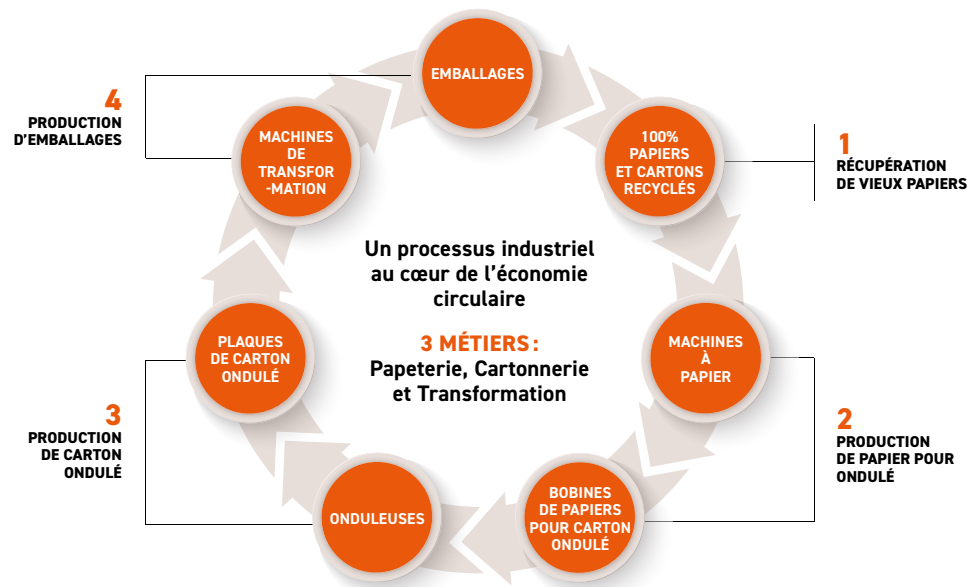 EMBALLAGES
100%
PAPIERS
ET CARTONS
RECYCLÉS
1
RÉCUPÉRATION
DE VIEUX PAPIERS
MACHINES
À
PAPIER
2
PRODUCTION
DE PAPIER POUR
ONDULÉ
BOBINES
DE PAPIERS
POUR CARTON
ONDULÉ
ONDULEUSES
3
PRODUCTION
DE CARTON
ONDULÉ
PLAQUES
DE CARTON
ONDULÉ
4
PRODUCTION
D'EMBALLAGES
MACHINES
DE
TRANSFOR
-MATION
Un processus industriel
au cœur de l'économie
circulaire
3 MÉTIERS :
Papeterie, Cartonnerie
et Transformation